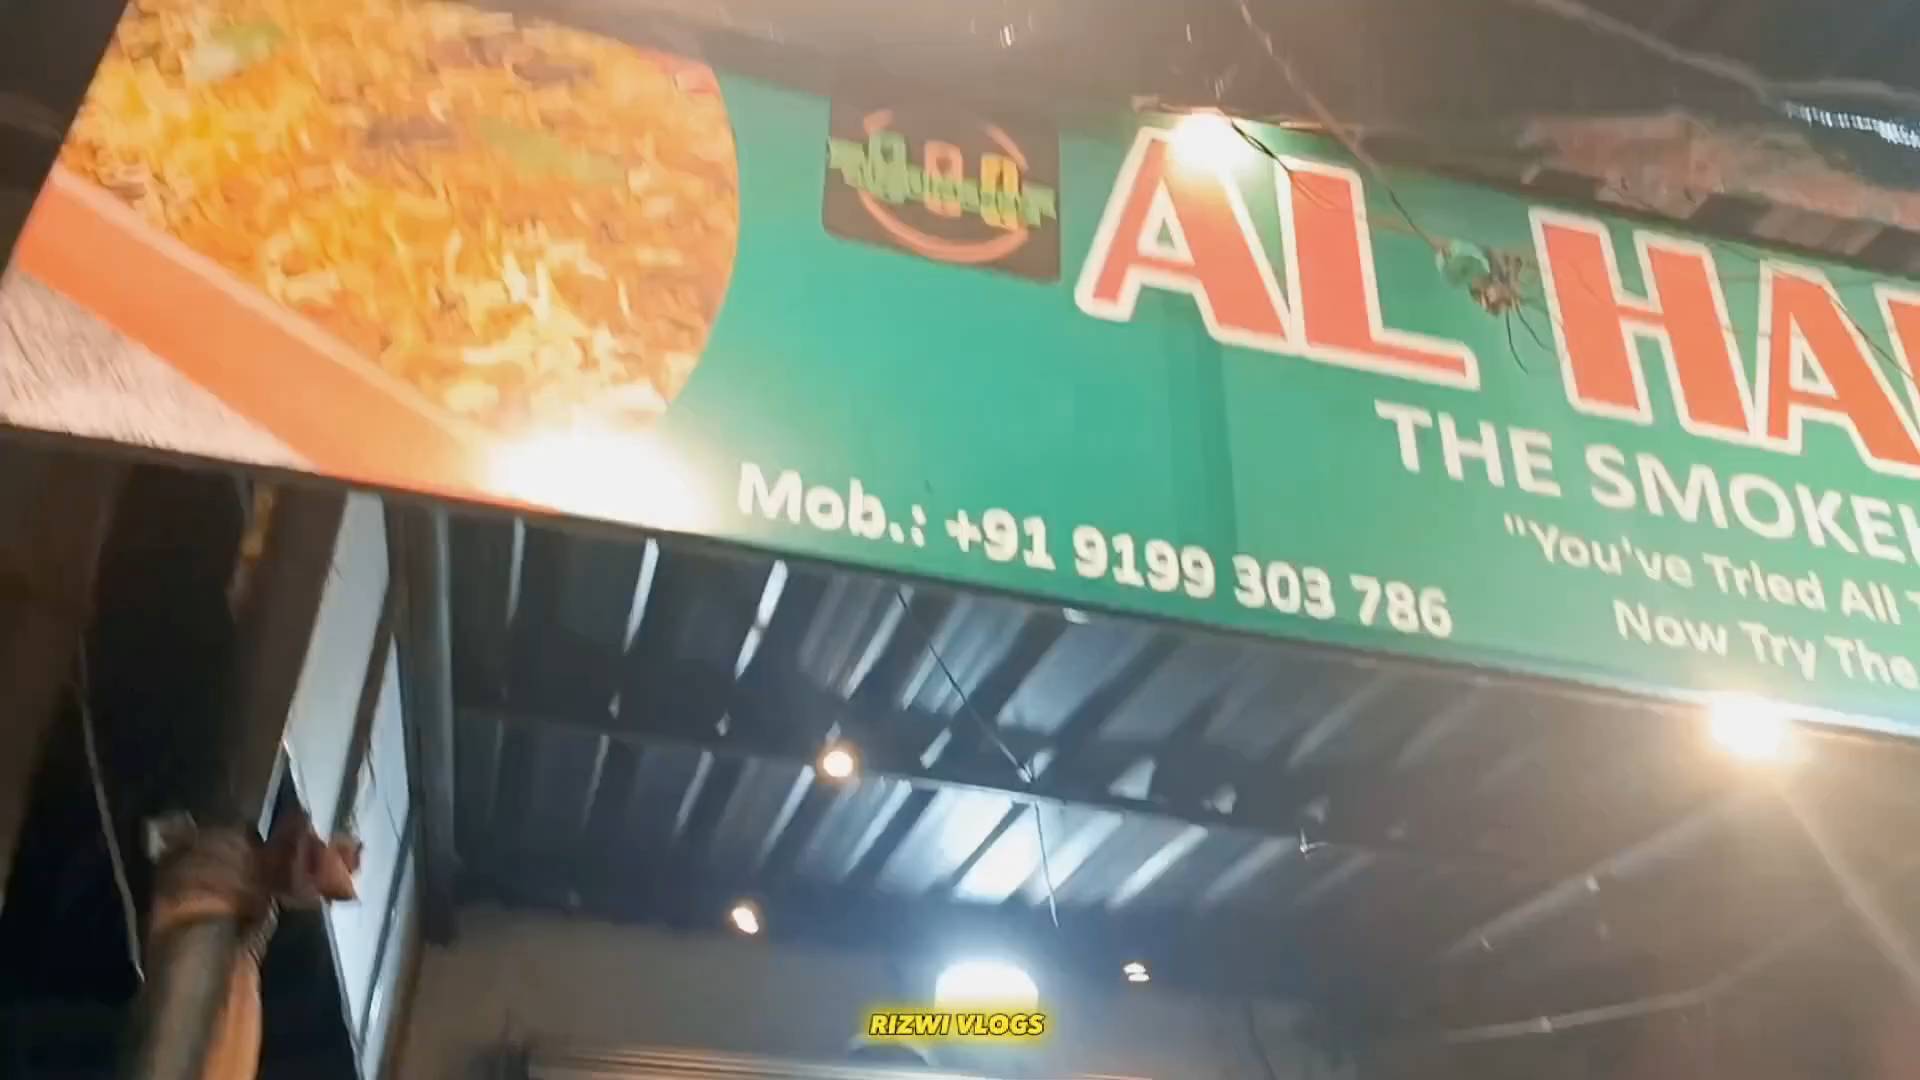 AL HA
THE SMOKE
"You've Tried All
Now Try The
Mob.: +91 9199 303 786
RIZWI VLOGS